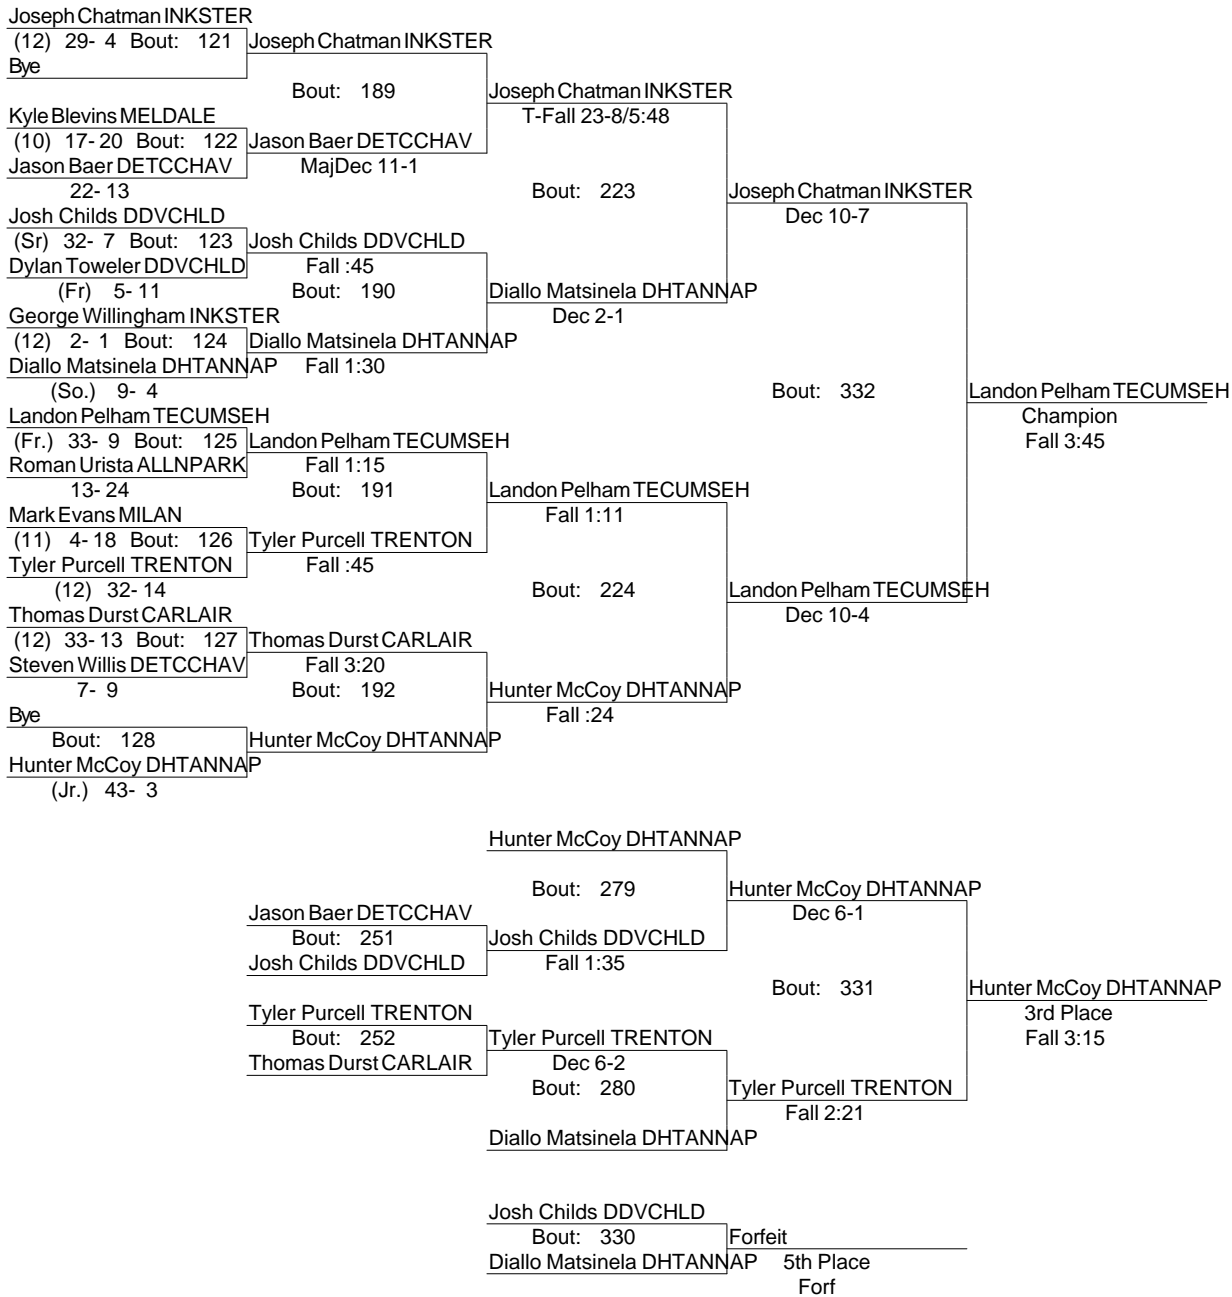 Joseph Chatman INKSTER
(12) 29- 4 Bout: 121 Joseph Chatman INKSTER
Bye
Bout: 189 Joseph Chatman INKSTER
Kyle Blevins MELDALE T-Fall 23-8/5:48
(10) 17- 20 Bout: 122 Jason Baer DETCCHAV
Jason Baer DETCCHAV MajDec 11-1
22- 13 Bout: 223 Joseph Chatman INKSTER
Josh Childs DDVCHLD Dec 10-7
(Sr) 32- 7 Bout: 123 Josh Childs DDVCHLD
Dylan Toweler DDVCHLD Fall :45
(Fr) 5- 11 Bout: 190 Diallo Matsinela DHTANNAP
George Willingham INKSTER Dec 2-1
(12) 2- 1 Bout: 124 Diallo Matsinela DHTANNAP
Diallo Matsinela DHTANNAP Fall 1:30
(So.) 9- 4 Bout: 332 Landon Pelham TECUMSEH
Landon Pelham TECUMSEH Champion
(Fr.) 33- 9 Bout: 125 Landon Pelham TECUMSEH Fall 3:45
Roman Urista ALLNPARK Fall 1:15
13- 24 Bout: 191 Landon Pelham TECUMSEH
Mark Evans MILAN Fall 1:11
(11) 4- 18 Bout: 126 Tyler Purcell TRENTON
Tyler Purcell TRENTON Fall :45
(12) 32- 14 Bout: 224 Landon Pelham TECUMSEH
Thomas Durst CARLAIR Dec 10-4
(12) 33- 13 Bout: 127 Thomas Durst CARLAIR
Steven Willis DETCCHAV Fall 3:20
7- 9 Bout: 192 Hunter McCoy DHTANNAP
Bye Fall :24
Bout: 128 Hunter McCoy DHTANNAP
Hunter McCoy DHTANNAP
(Jr.) 43- 3
Hunter McCoy DHTANNAP
Bout: 279 Hunter McCoy DHTANNAP
Jason Baer DETCCHAV Dec 6-1
Bout: 251 Josh Childs DDVCHLD
Josh Childs DDVCHLD Fall 1:35
Bout: 331 Hunter McCoy DHTANNAP
Tyler Purcell TRENTON 3rd Place
Bout: 252 Tyler Purcell TRENTON Fall 3:15
Thomas Durst CARLAIR Dec 6-2
Bout: 280 Tyler Purcell TRENTON
Fall 2:21
Diallo Matsinela DHTANNAP
Josh Childs DDVCHLD
Bout: 330 Forfeit
Diallo Matsinela DHTANNAP 5th Place
Forf